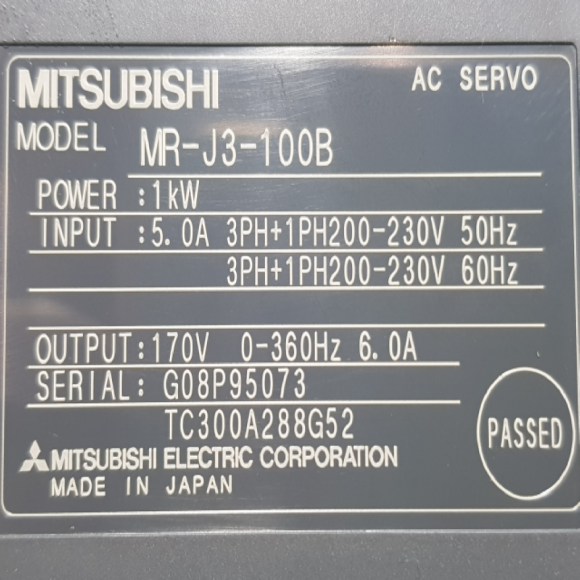 MITSUBISHI AC SERVO
MODEL MR-J3-100B
POWER :1kW
INPUT :5.0A 3PH+1PH200-230V 50Hz
3PH+1PH200-230V 60Hz
OUTPUT:170V 0-360Hz 6.0A
SERIAL: G08P95073
TC300A288G52
PASSED
MITSUBISHI ELECTRIC CORPORATION
MADE IN JAPAN